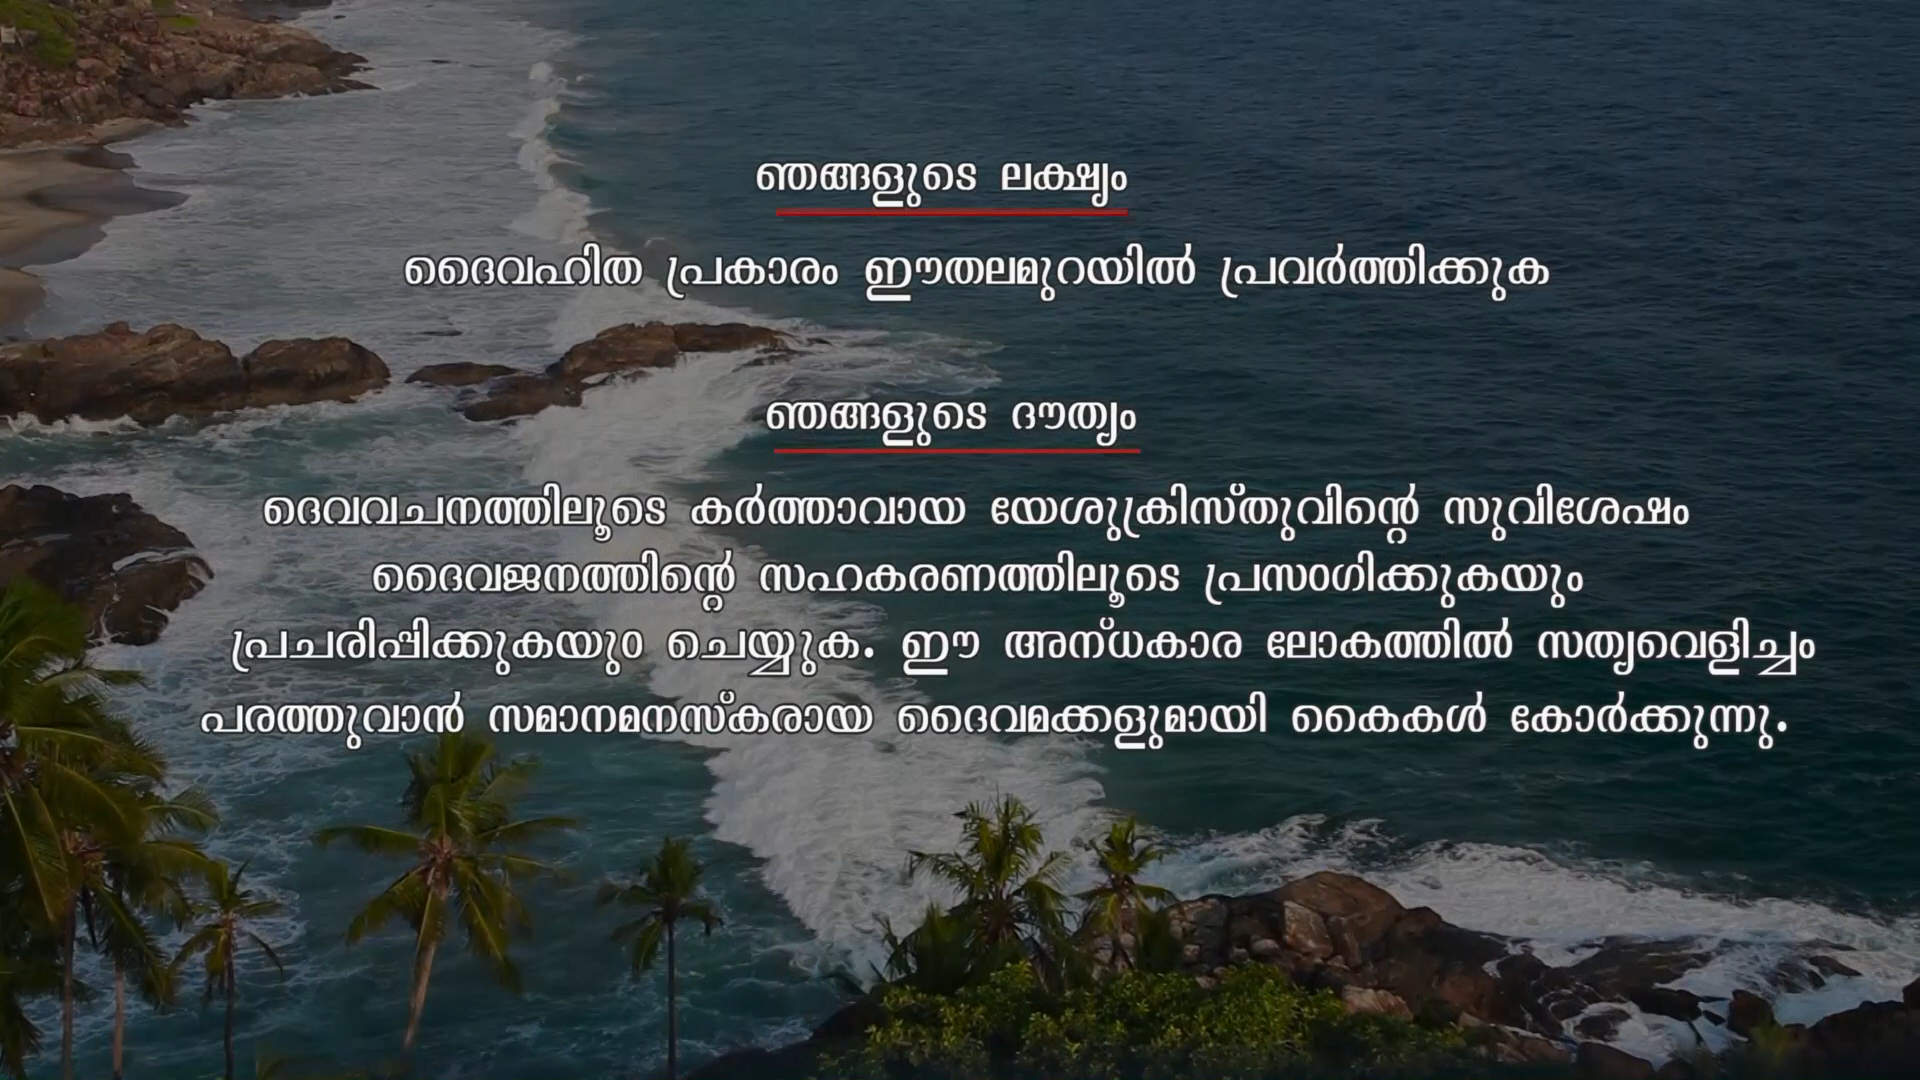 ഞങ്ങളുടെ ലക്ഷ്യം
ദൈവഹിത പ്രകാരം ഈതലമുറയിൽ പ്രവർത്തിക്കുക
ഞങ്ങളുടെ ദൗത്യം
ദെവവചനത്തിലൂടെ കർത്താവായ യേശുക്രിസ്തുവിന്റെ സുവിശേഷം
ദൈവജനത്തിന്റെ സഹകരണത്തിലൂടെ പ്രസംഗിക്കുകയും
പ്രചരിപ്പിക്കുകയും ചെയ്യുക. ഈ അന്ധകാര ലോകത്തിൽ സത്യവെളിച്ചം
പരത്തുവാൻ സമാനമനസ്കരായ ദൈവമക്കളുമായി കൈകൾ കോർക്കുന്നു.